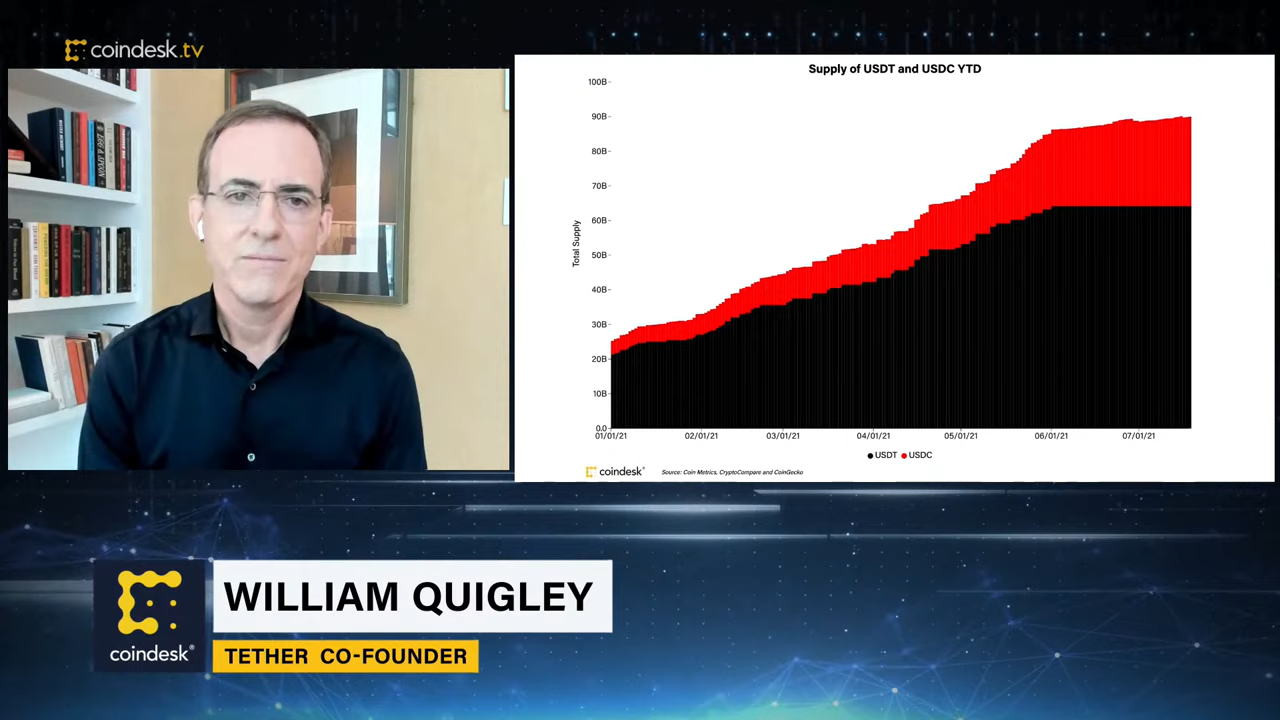 coindesk.tv
Supply of USDT and USDC YTD
100B
90B
80B
70B
60B
50B
40B
30B
20B
10B
0.0
Total Supply
01/01/21 02/01/21 03/01/21 04/01/21 05/01/21 06/01/21 07/01/21
USDT USDC
coindesk Source: Coin Metrics, CryptoCompare and CoinGecko
WILLIAM QUIGLEY
coindesk
TETHER CO-FOUNDER